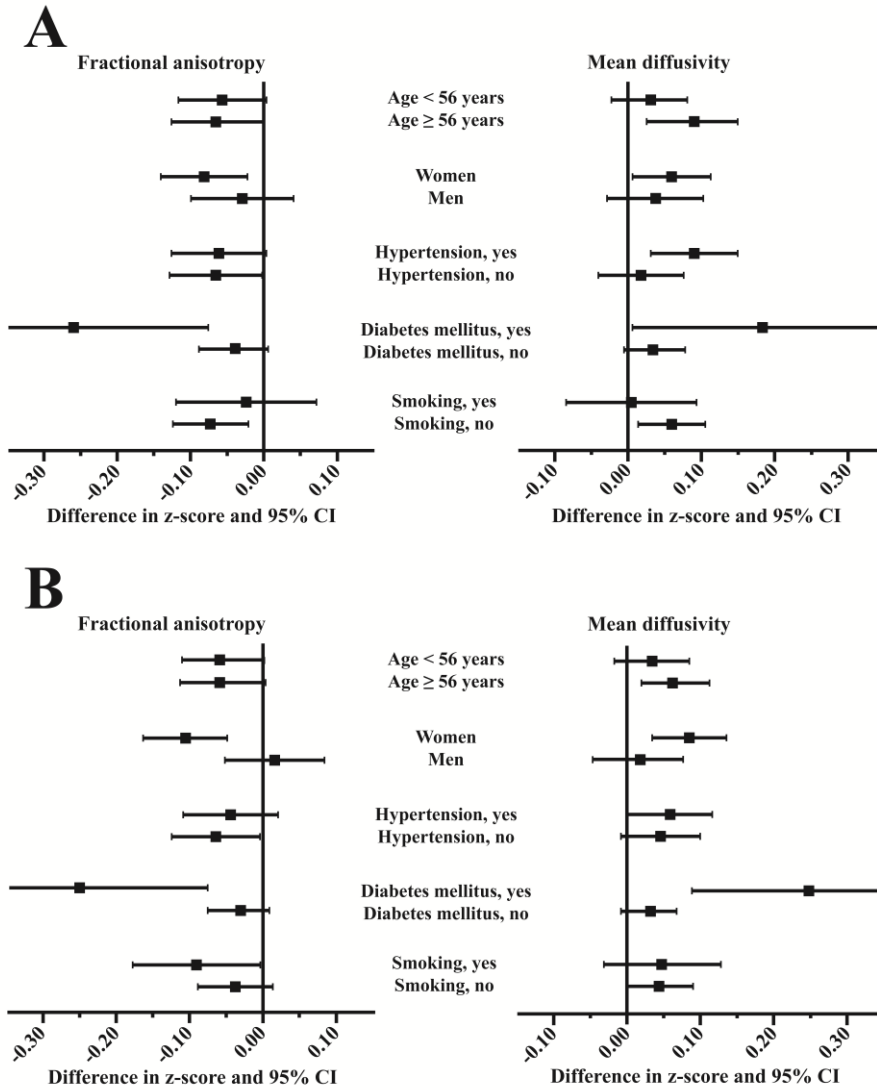 A
Fractional anisotropy
Mean diffusivity
Age < 56 years
Age ≥ 56 years
Women
Men
Hypertension, yes
Hypertension, no
Diabetes mellitus, yes
Diabetes mellitus, no
Smoking, yes
Smoking, no
-0.30 -0.20 -0.10 0.00 0.10
-0.10 0.00 0.10 0.20 0.30
Difference in z-score and 95% CI
Difference in z-score and 95% CI
B
Fractional anisotropy
Mean diffusivity
Age < 56 years
Age ≥ 56 years
Women
Men
Hypertension, yes
Hypertension, no
Diabetes mellitus, yes
Diabetes mellitus, no
Smoking, yes
Smoking, no
-0.30 -0.20 -0.10 0.00 0.10
-0.10 0.00 0.10 0.20 0.30
Difference in z-score and 95% CI
Difference in z-score and 95% CI